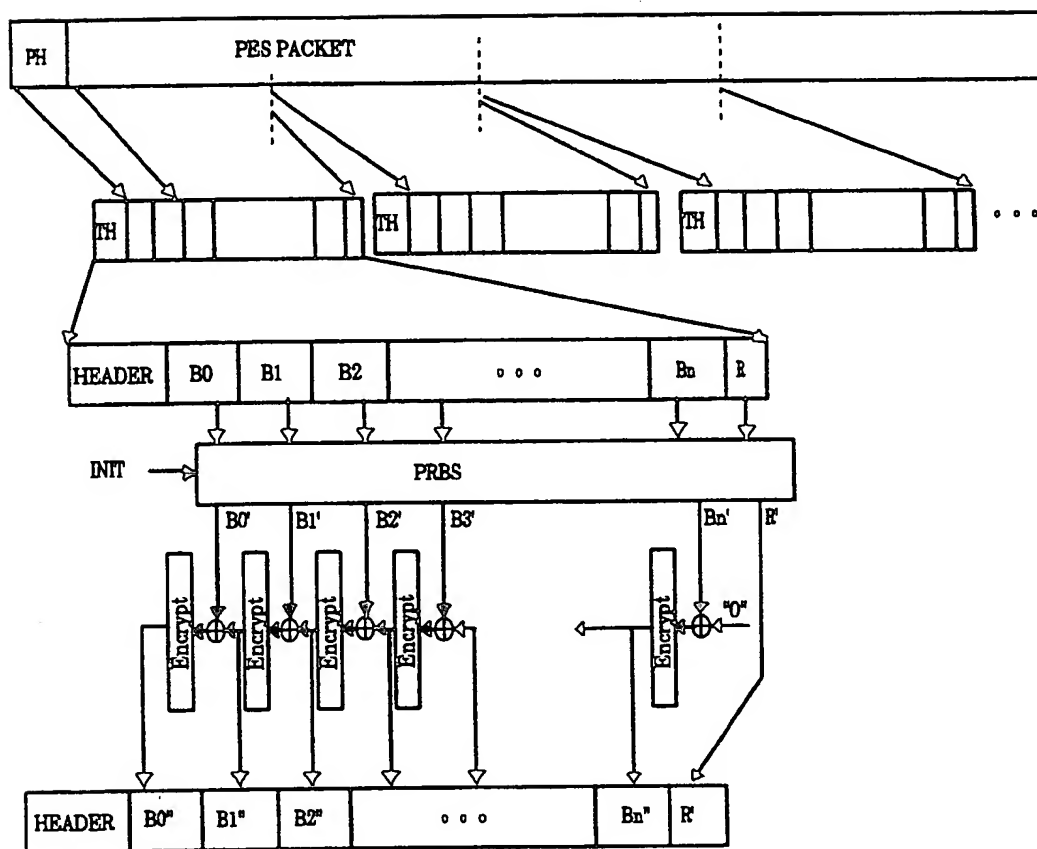 PH PES PACKET
TH TH TH o o o
HEADER B0 B1 B2 o o o Bn R
INIT PRBS
B0' B1' B2' B3' Bn' R'
Encrypt Encrypt Encrypt Encrypt Encrypt "0"
HEADER B0" B1" B2" o o o Bn" R'